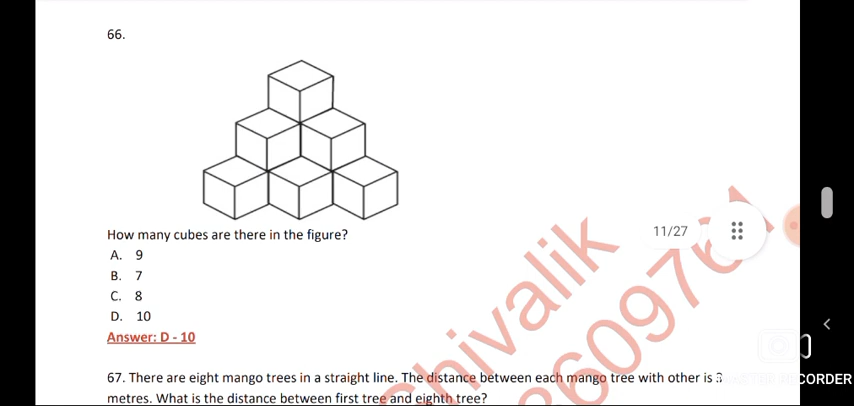 66.
How many cubes are there in the figure?
A. 9
B. 7
C. 8
D. 10
Answer: D - 10
11/27
67. There are eight mango trees in a straight line. The distance between each mango tree with other is 3
metres. What is the distance between first tree and eighth tree?